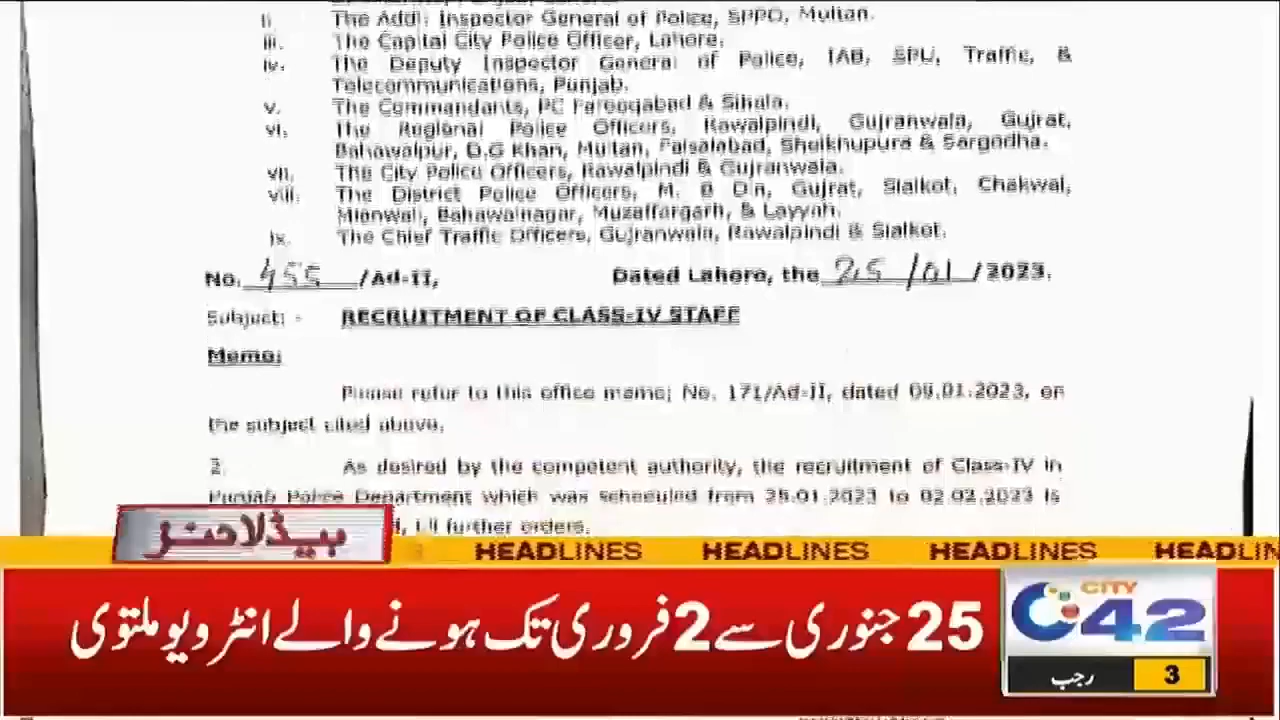 ii. The Addl: Inspector General of Police, SPPO, Multan.
iii. The Capital City Police Officer, Lahore.
iv. The Deputy Inspector General of Police, IAB, SPU, Traffic, &
Telecommunications, Punjab.
v. The Commandants, PC Farooqabad & Sihala.
vi. The Regional Police Officers, Rawalpindi, Gujranwala, Gujrat,
Bahawalpur, D.G Khan, Multan, Faisalabad, Sheikhupura & Sargodha.
vii. The City Police Officers, Rawalpindi & Gujranwala.
viii. The District Police Officers, M. B Din, Gujrat, Sialkot, Chakwal,
Mianwali, Bahawalnagar, Muzaffargarh, & Layyah.
ix. The Chief Traffic Officers, Gujranwala, Rawalpindi & Sialkot.
No. 455 /Ad-II, Dated Lahore, the 25/01/2023.
Subject: - RECRUITMENT OF CLASS-IV STAFF
Memo:
Please refer to this office memo; No. 171/Ad-II, dated 09.01.2023, on
the subject cited above.
2. As desired by the competent authority, the recruitment of Class-IV in
Punjab Police Department which was scheduled from 25.01.2023 to 02.02.2023 is
till further orders.
ہیڈلائنز
HEADLINES HEADLINES HEADLINES HEADLIN
25 جنوری سے 2 فروری تک ہونے والے انٹرویو ملتوی
CITY
42
3 رجب